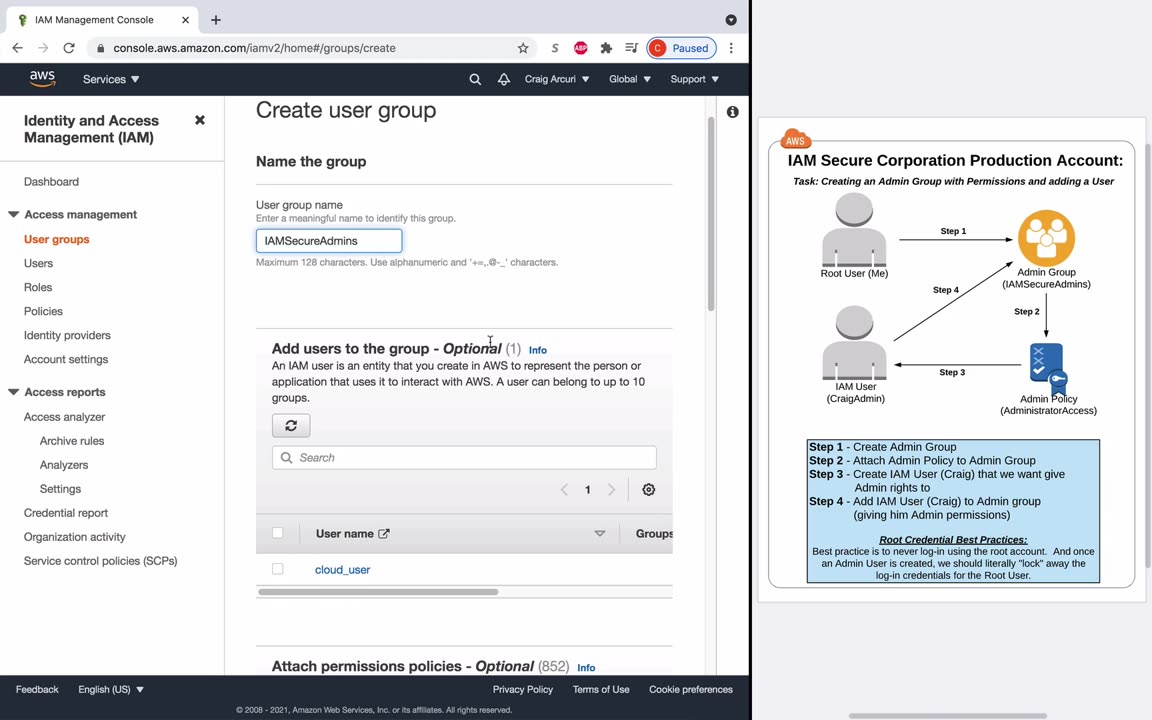 IAM Management Console
console.aws.amazon.com/iamv2/home#/groups/create
S
ABP
C Paused
aws
Services
Craig Arcuri
Global
Support
Identity and Access
Management (IAM)
Dashboard
Access management
User groups
Users
Roles
Policies
Identity providers
Account settings
Access reports
Access analyzer
Archive rules
Analyzers
Settings
Credential report
Organization activity
Service control policies (SCPs)
Create user group
Name the group
User group name
Enter a meaningful name to identify this group.
IAMSecureAdmins
Maximum 128 characters. Use alphanumeric and '+=,.@-_' characters.
Add users to the group - Optional (1) Info
An IAM user is an entity that you create in AWS to represent the person or
application that uses it to interact with AWS. A user can belong to up to 10
groups.
Search
1
User name
Groups
cloud_user
Attach permissions policies - Optional (852) Info
Feedback
English (US)
Privacy Policy
Terms of Use
Cookie preferences
© 2008 - 2021, Amazon Web Services, Inc. or its affiliates. All rights reserved.
AWS
IAM Secure Corporation Production Account:
Task: Creating an Admin Group with Permissions and adding a User
Step 1
Root User (Me)
Admin Group
(IAMSecureAdmins)
Step 4
Step 2
Step 3
IAM User
(CraigAdmin)
Admin Policy
(AdministratorAccess)
Step 1 - Create Admin Group
Step 2 - Attach Admin Policy to Admin Group
Step 3 - Create IAM User (Craig) that we want give
Admin rights to
Step 4 - Add IAM User (Craig) to Admin group
(giving him Admin permissions)
Root Credential Best Practices:
Best practice is to never log-in using the root account. And once
an Admin User is created, we should literally "lock" away the
log-in credentials for the Root User.